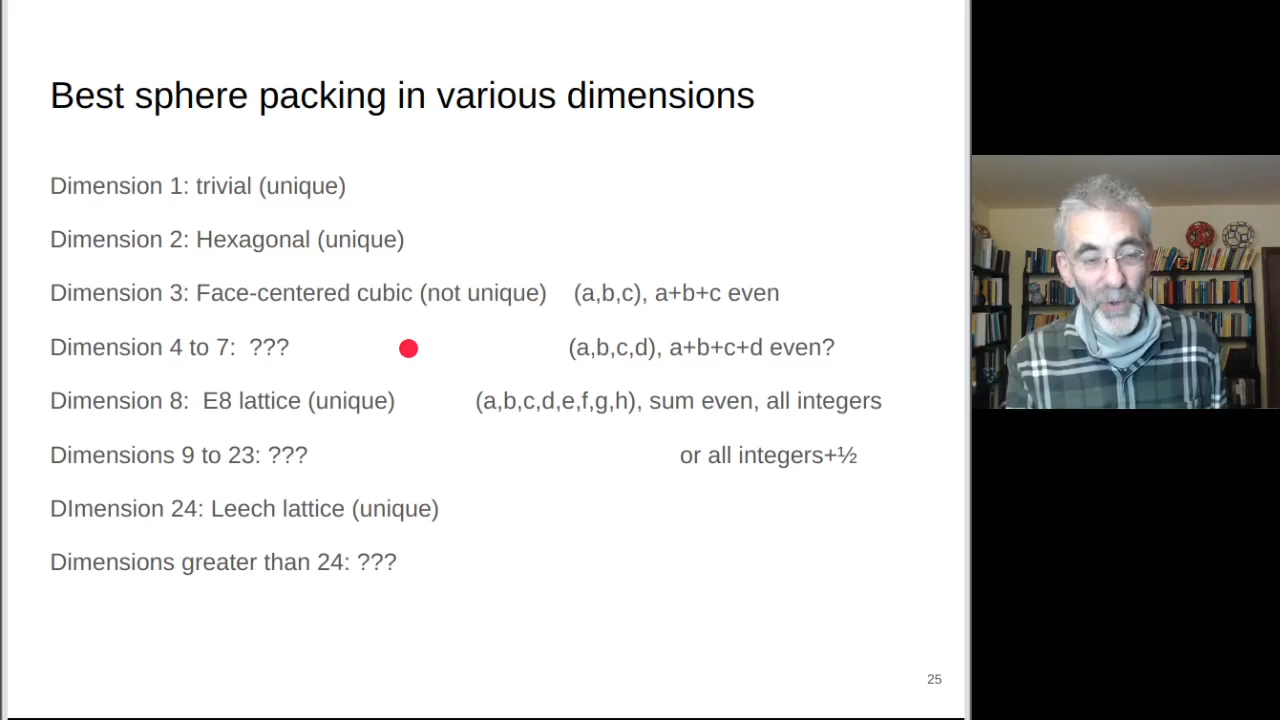 Best sphere packing in various dimensions
Dimension 1: trivial (unique)
Dimension 2: Hexagonal (unique)
Dimension 3: Face-centered cubic (not unique) (a,b,c), a+b+c even
Dimension 4 to 7: ??? (a,b,c,d), a+b+c+d even?
Dimension 8: E8 lattice (unique) (a,b,c,d,e,f,g,h), sum even, all integers
Dimensions 9 to 23: ??? or all integers+½
DImension 24: Leech lattice (unique)
Dimensions greater than 24: ???
25